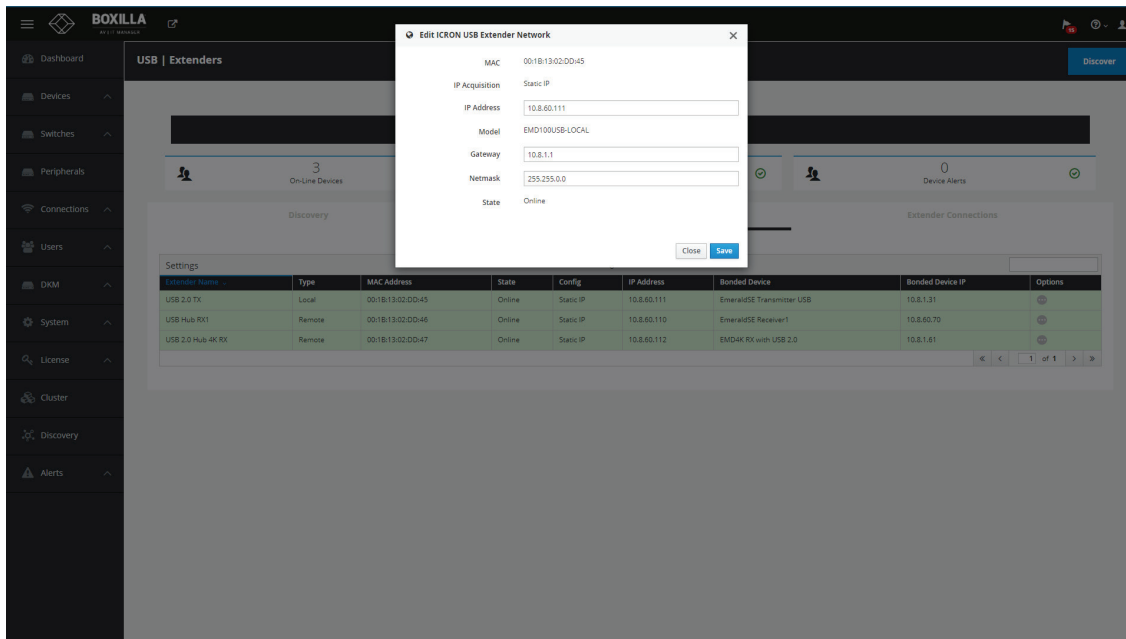 BOXILLA
AV | IT MANAGER
16
Dashboard
Devices
Switches
Peripherals
Connections
Users
DKM
System
License
Cluster
Discovery
Alerts
USB | Extenders
Discover
Edit ICRON USB Extender Network
MAC 00:1B:13:02:DD:45
IP Acquisition Static IP
IP Address 10.8.60.111
Model EMD100USB-LOCAL
Gateway 10.8.1.1
Netmask 255.255.0.0
State Online
Close Save
3
On-Line Devices
0
Device Alerts
Discovery
Extender Connections
Settings
Extender Name Type MAC Address State Config IP Address Bonded Device Bonded Device IP Options
USB 2.0 TX Local 00:1B:13:02:DD:45 Online Static IP 10.8.60.111 EmeraldSE Transmitter USB 10.8.1.31
USB Hub RX1 Remote 00:1B:13:02:DD:46 Online Static IP 10.8.60.110 EmeraldSE Receiver1 10.8.60.70
USB 2.0 Hub 4K RX Remote 00:1B:13:02:DD:47 Online Static IP 10.8.60.112 EMD4K RX with USB 2.0 10.8.1.61
1 of 1